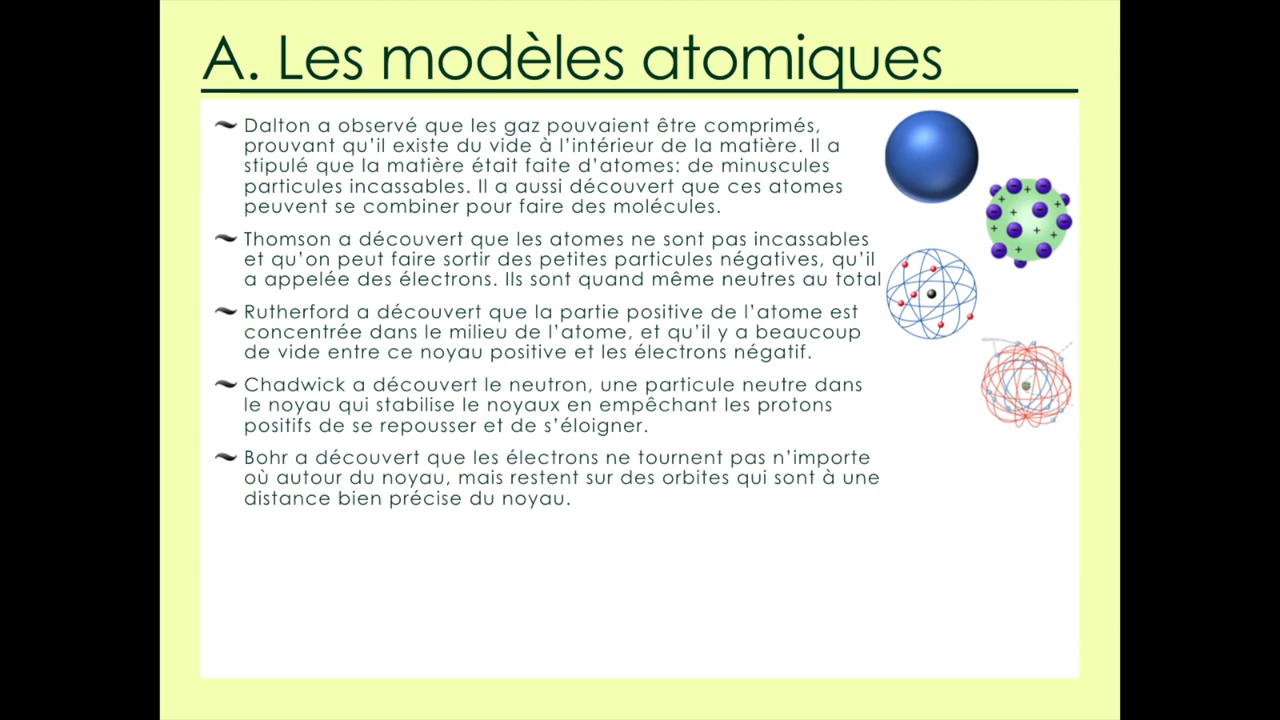 A. Les modèles atomiques
Dalton a observé que les gaz pouvaient être comprimés,
prouvant qu'il existe du vide à l'intérieur de la matière. Il a
stipulé que la matière était faite d'atomes: de minuscules
particules incassables. Il a aussi découvert que ces atomes
peuvent se combiner pour faire des molécules.
Thomson a découvert que les atomes ne sont pas incassables
et qu'on peut faire sortir des petites particules négatives, qu'il
a appelée des électrons. Ils sont quand même neutres au total
Rutherford a découvert que la partie positive de l'atome est
concentrée dans le milieu de l'atome, et qu'il y a beaucoup
de vide entre ce noyau positive et les électrons négatif.
Chadwick a découvert le neutron, une particule neutre dans
le noyau qui stabilise le noyaux en empêchant les protons
positifs de se repousser et de s'éloigner.
Bohr a découvert que les électrons ne tournent pas n'importe
où autour du noyau, mais restent sur des orbites qui sont à une
distance bien précise du noyau.